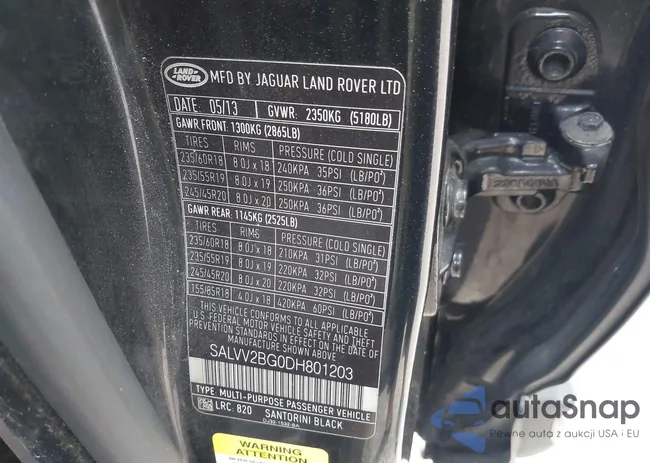 LAND ROVER
MFD BY JAGUAR LAND ROVER LTD
DATE: 05/13 GVWR: 2350KG (5180LB)
GAWR FRONT: 1300KG (2865LB)
TIRES RIMS PRESSURE (COLD SINGLE)
235/60R18 8.0J x 18 240KPA 35PSI (LB/PO²)
235/55R19 8.0J x 19 250KPA 36PSI (LB/PO²)
245/45R20 8.0J x 20 250KPA 36PSI (LB/PO²)
GAWR REAR: 1145KG (2525LB)
TIRES RIMS PRESSURE (COLD SINGLE)
235/60R18 8.0J x 18 210KPA 31PSI (LB/PO²)
235/55R19 8.0J x 19 220KPA 32PSI (LB/PO²)
245/45R20 8.0J x 20 220KPA 32PSI (LB/PO²)
155/85R18 4.0J x 18 420KPA 60PSI (LB/PO²)
THIS VEHICLE CONFORMS TO ALL APPLICABLE
U.S. FEDERAL MOTOR VEHICLE SAFETY AND THEFT
PREVENTION STANDARDS IN EFFECT ON THE DATE OF
MANUFACTURE SHOWN ABOVE.
SALVV2BG0DH801203
TYPE: MULTI-PURPOSE PASSENGER VEHICLE
LRC: 820 SANTORINI BLACK
WARNING
ATTENTION
autaSnap
Pewne auta z aukcji USA i EU